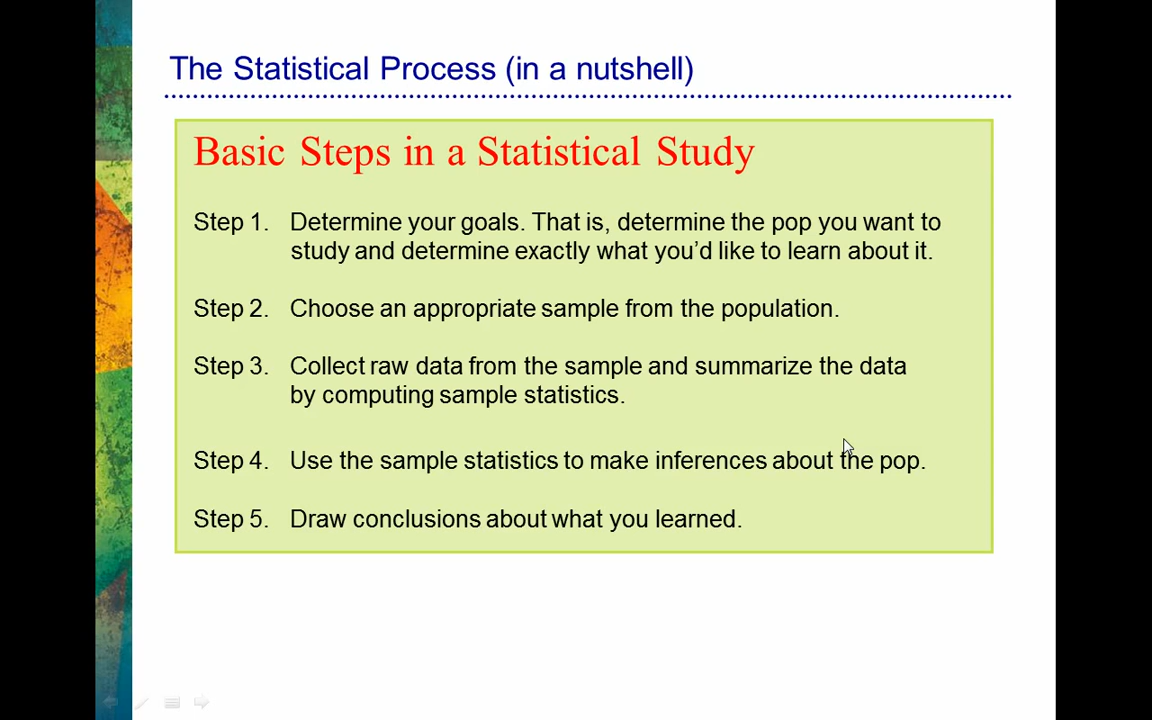 The Statistical Process (in a nutshell)
Basic Steps in a Statistical Study
Step 1. Determine your goals. That is, determine the pop you want to
study and determine exactly what you’d like to learn about it.
Step 2. Choose an appropriate sample from the population.
Step 3. Collect raw data from the sample and summarize the data
by computing sample statistics.
Step 4. Use the sample statistics to make inferences about the pop.
Step 5. Draw conclusions about what you learned.